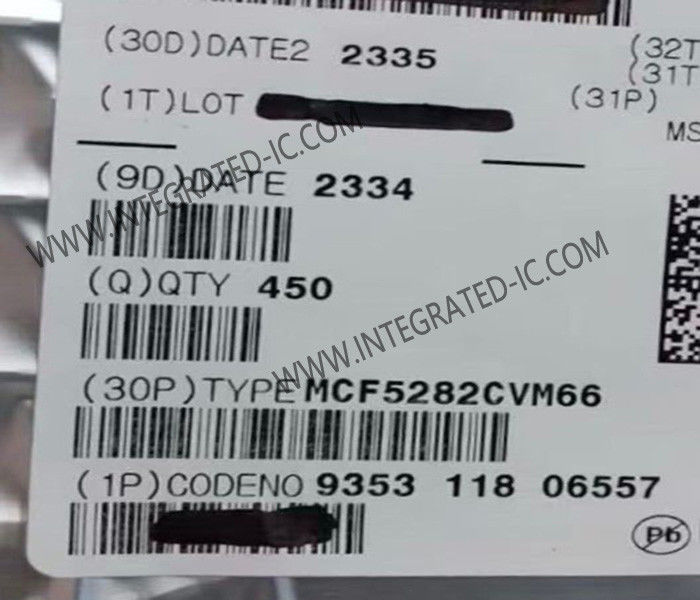 (30D)DATE2 2335
(32T
(31T
(1T)LOT
(31P)
MS
(9D)DATE 2334
(Q)QTY 450
(30P)TYPE MCF5282CVM66
(1P)CODENO 9353 118 06557
Pb
WWW.INTEGRATED-IC.COM
WWW.INTEGRATED-IC.COM